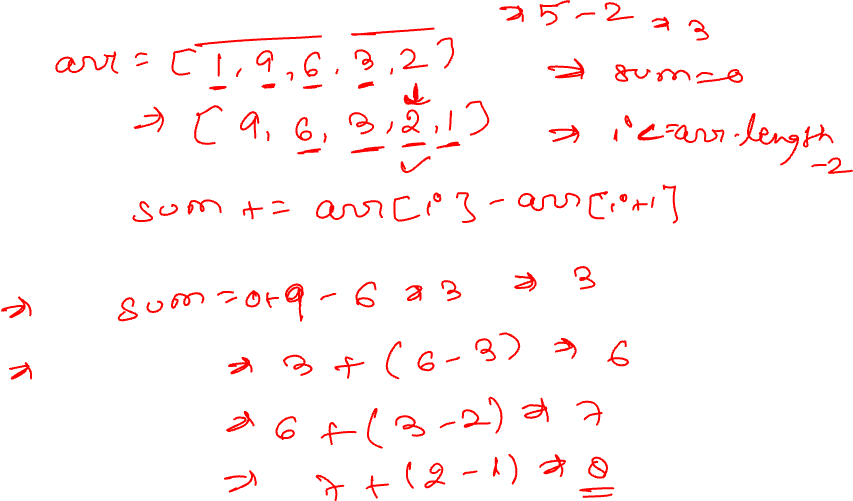 arr = [1, 9, 6, 3, 2]
⇒ 5 - 2 ⇒ 3
⇒ sum = 0
⇒ [9, 6, 3, 2, 1]
⇒ i <= arr.length - 2
sum += arr[i] - arr[i+1]
⇒ sum = 0 + 9 - 6 ⇒ 3 ⇒ 3
⇒ ⇒ 3 + (6 - 3) ⇒ 6
⇒ 6 + (3 - 2) ⇒ 7
⇒ 7 + (2 - 1) ⇒ 8